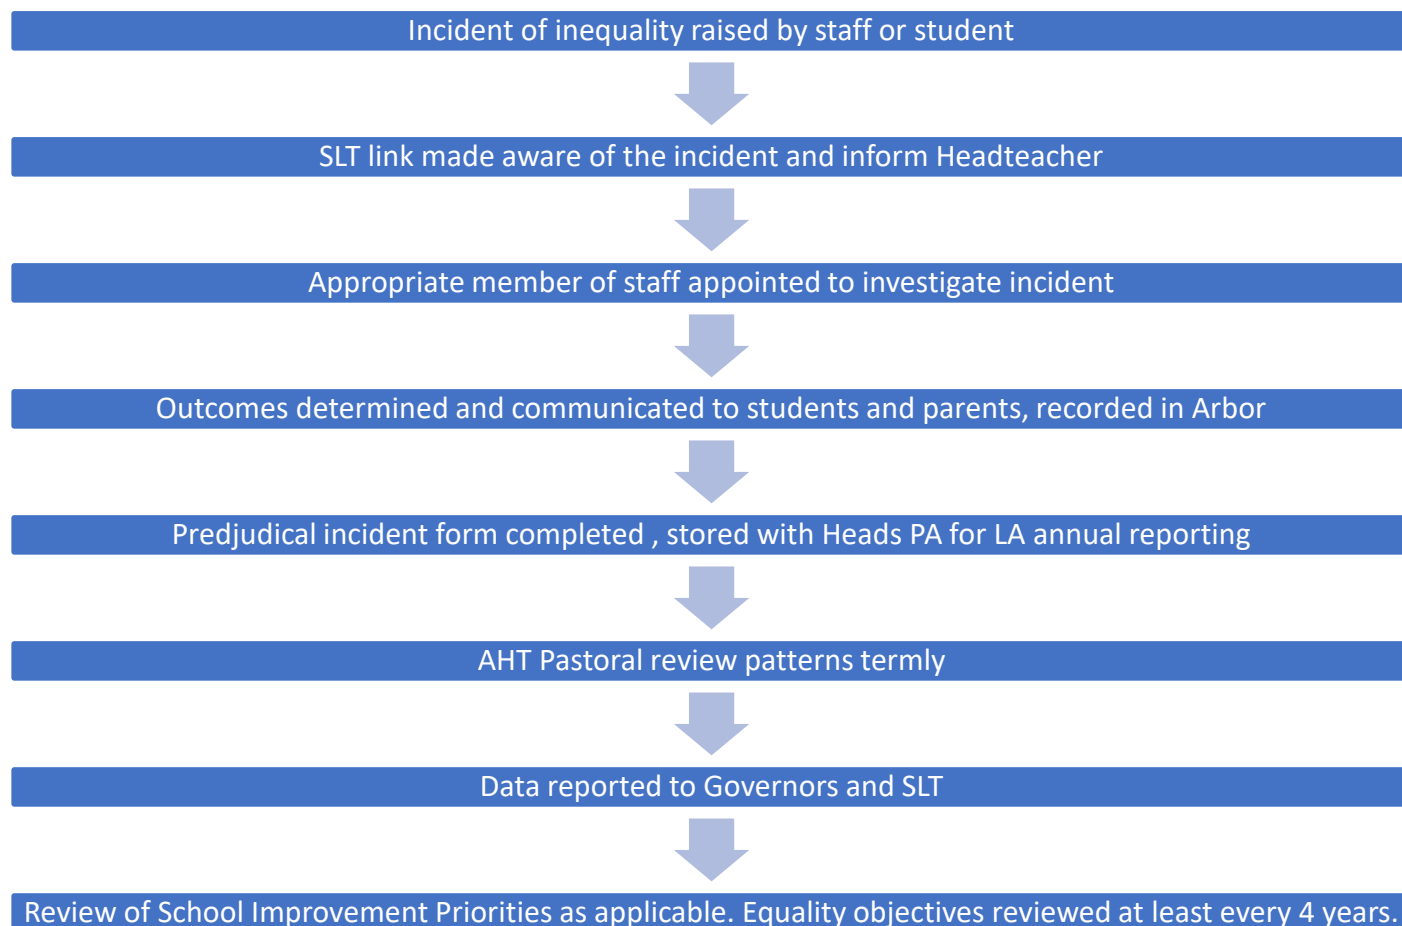 Incident of inequality raised by staff or student
SLT link made aware of the incident and inform Headteacher
Appropriate member of staff appointed to investigate incident
Outcomes determined and communicated to students and parents, recorded in Arbor
Predjudical incident form completed , stored with Heads PA for LA annual reporting
AHT Pastoral review patterns termly
Data reported to Governors and SLT
Review of School Improvement Priorities as applicable. Equality objectives reviewed at least every 4 years.